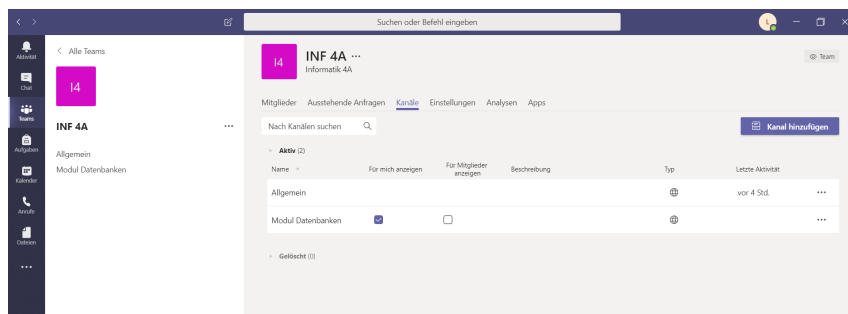 Suchen oder Befehl eingeben
L
Aktivität
Chat
Teams
Aufgaben
Kalender
Anrufe
Dateien
Alle Teams
I4
INF 4A
Allgemein
Modul Datenbanken
I4
INF 4A
Informatik 4A
Team
Mitglieder Ausstehende Anfragen Kanäle Einstellungen Analysen Apps
Nach Kanälen suchen
Kanal hinzufügen
Aktiv (2)
Name Für mich anzeigen Für Mitglieder anzeigen Beschreibung Typ Letzte Aktivität
Allgemein vor 4 Std.
Modul Datenbanken
Gelöscht (0)